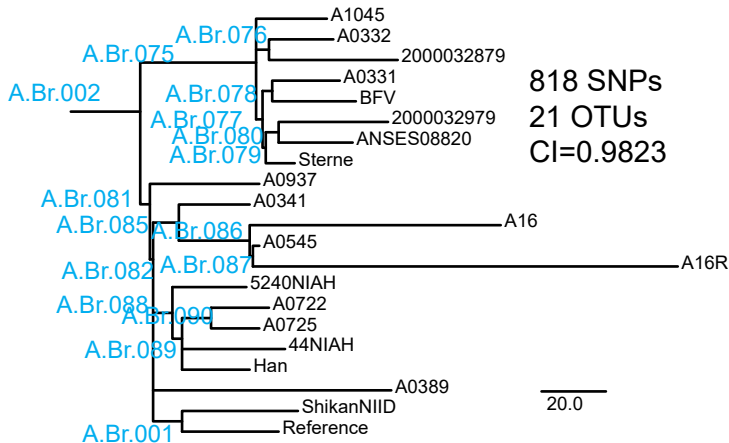 A1045
A.Br.076
A0332
A.Br.075
2000032879
A0331
818 SNPs
A.Br.002
A.Br.078
BFV
21 OTUs
A.Br.077
2000032979
A.Br.080
ANSES08820
CI=0.9823
A.Br.079
Sterne
A0937
A.Br.081
A0341
A.Br.085
A.Br.086
A16
A0545
A.Br.082
A.Br.087
A16R
5240NIAH
A.Br.088
A0722
A.Br.090
A0725
A.Br.089
44NIAH
Han
A0389
20.0
ShikanNIID
A.Br.001
Reference